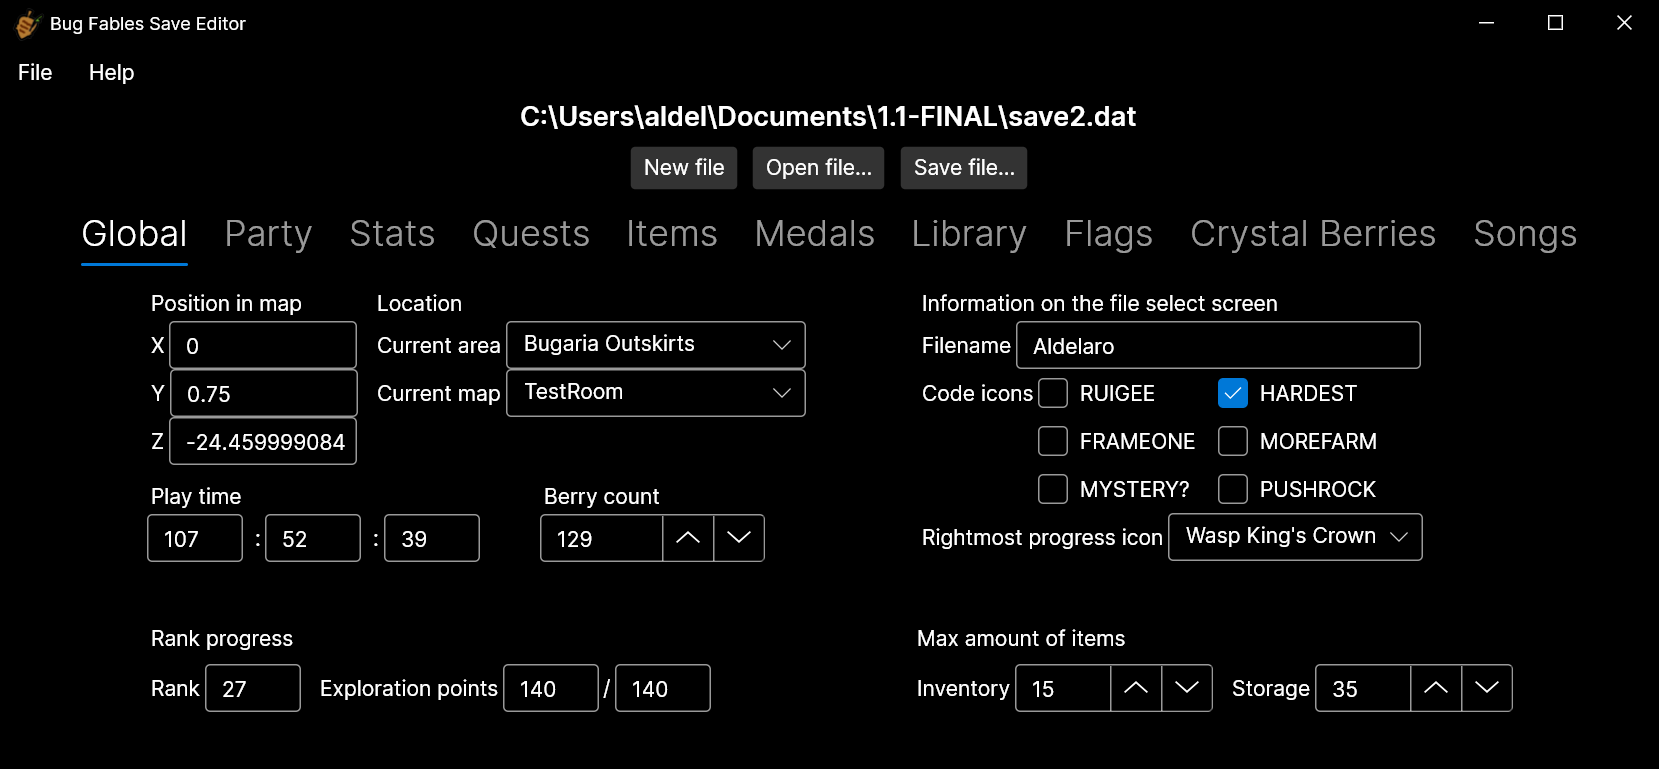 Bug Fables Save Editor
File Help
C:\Users\aldel\Documents\1.1-FINAL\save2.dat
New file Open file... Save file...
Global Party Stats Quests Items Medals Library Flags Crystal Berries Songs
Position in map
X 0
Y 0.75
Z -24.459999084
Location
Current area Bugaria Outskirts
Current map TestRoom
Play time
107 : 52 : 39
Berry count
129
Information on the file select screen
Filename Aldelaro
Code icons RUIGEE HARDEST
FRAMEONE MOREFARM
MYSTERY? PUSHROCK
Rightmost progress icon Wasp King's Crown
Rank progress
Rank 27 Exploration points 140 / 140
Max amount of items
Inventory 15 Storage 35